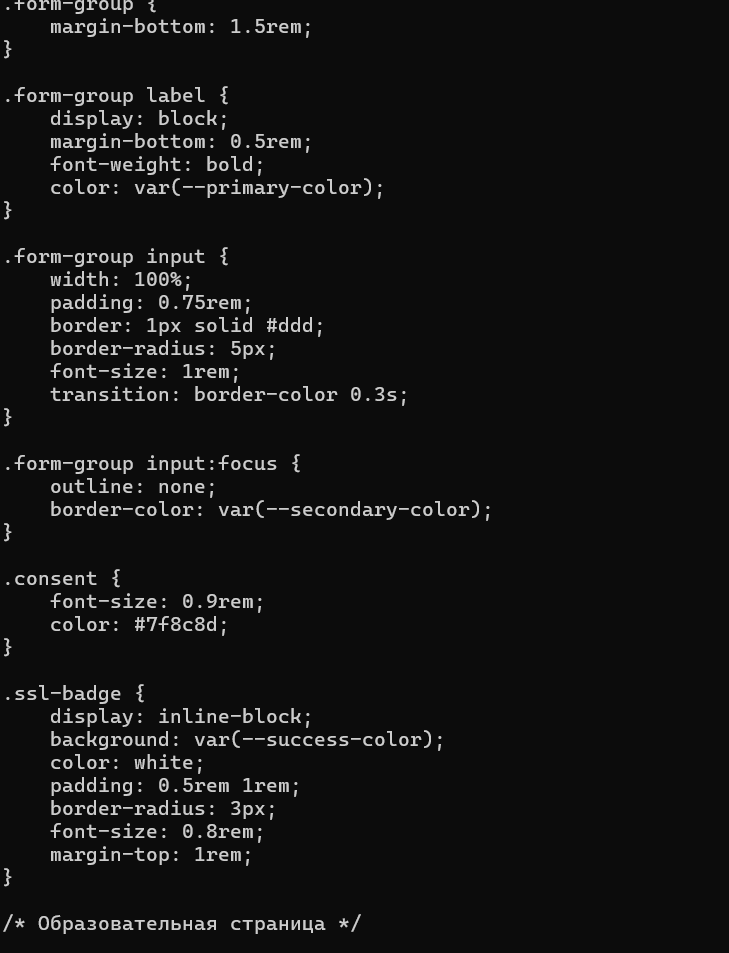 .form-group {
    margin-bottom: 1.5rem;
}

.form-group label {
    display: block;
    margin-bottom: 0.5rem;
    font-weight: bold;
    color: var(--primary-color);
}

.form-group input {
    width: 100%;
    padding: 0.75rem;
    border: 1px solid #ddd;
    border-radius: 5px;
    font-size: 1rem;
    transition: border-color 0.3s;
}

.form-group input:focus {
    outline: none;
    border-color: var(--secondary-color);
}

.consent {
    font-size: 0.9rem;
    color: #7f8c8d;
}

.ssl-badge {
    display: inline-block;
    background: var(--success-color);
    color: white;
    padding: 0.5rem 1rem;
    border-radius: 3px;
    font-size: 0.8rem;
    margin-top: 1rem;
}

/* Образовательная страница */